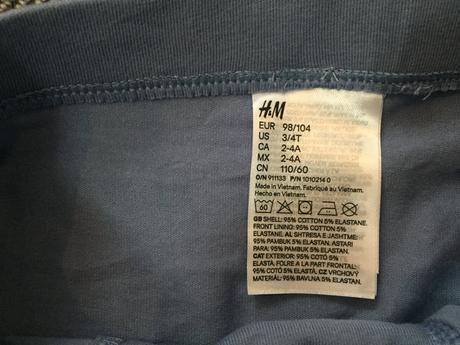 H&M
EUR 98/104
US 3/4T
CA 2-4A
MX 2-4A
CN 110/60
O/N 911133 P/N 1010214 0
Made in Vietnam. Fabriqué au Vietnam.
Hecho en Vietnam.
60
GB SHELL: 95% COTTON 5% ELASTANE.
FRONT LINING: 95% COTTON 5%
ELASTANE. AL SHTRESA E JASHTME:
95% PAMBUK 5% ELASTAN. ASTARI
PARA: 95% PAMBUK 5% ELASTAN.
CAT EXTERIOR: 95% COTÓ 5%
ELASTÀ. FOLRE A LA PART FRONTAL:
95% COTÓ 5% ELASTÀ. CZ VRCHOVÝ
MATERIÁL: 95% BAVLNA 5% ELASTAN.